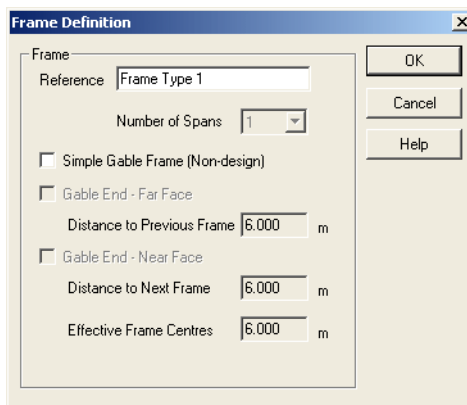 Frame Definition
Frame
OK
Reference Frame Type 1
Cancel
Number of Spans 1
Help
Simple Gable Frame (Non-design)
Gable End - Far Face
Distance to Previous Frame 6.000 m
Gable End - Near Face
Distance to Next Frame 6.000 m
Effective Frame Centres 6.000 m